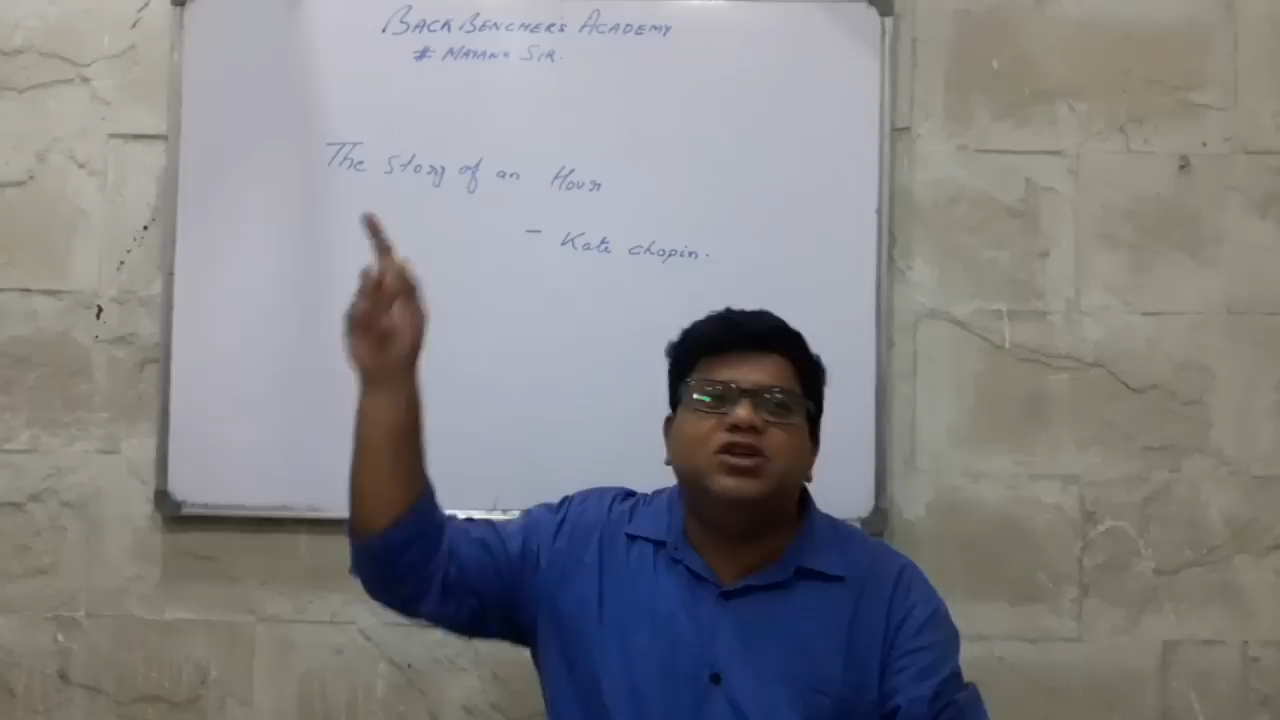 BACKBENCHER'S ACADEMY
# MAYANK SIR.
The Story of an Hour
- Kate chopin.